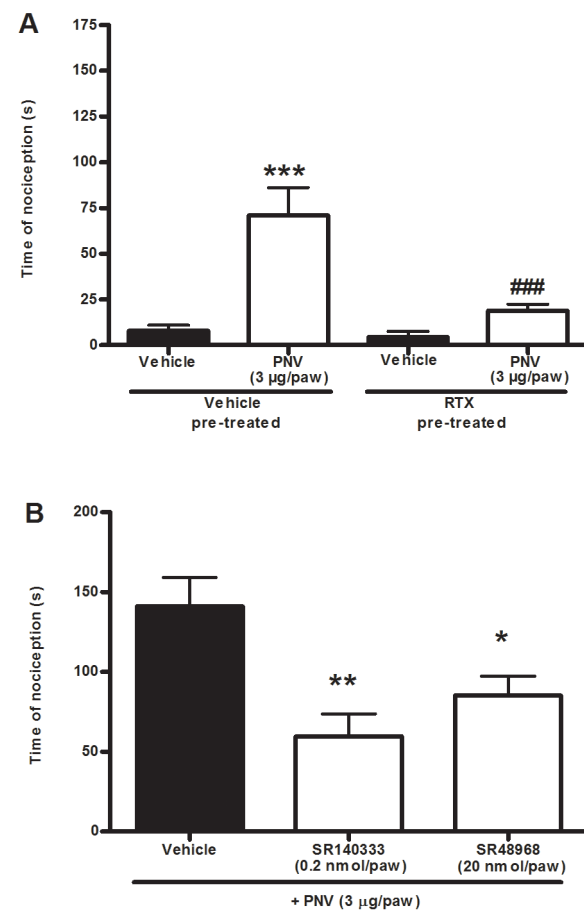 A
175
150
125
100
75
50
25
0
Time of nociception (s)
***
###
Vehicle
PNV
(3 µg/paw)
Vehicle
PNV
(3 µg/paw)
Vehicle
pre-treated
RTX
pre-treated
B
200
150
100
50
0
Time of nociception (s)
**
*
Vehicle
SR140333
(0.2 nmol/paw)
SR48968
(20 nmol/paw)
+ PNV (3 µg/paw)